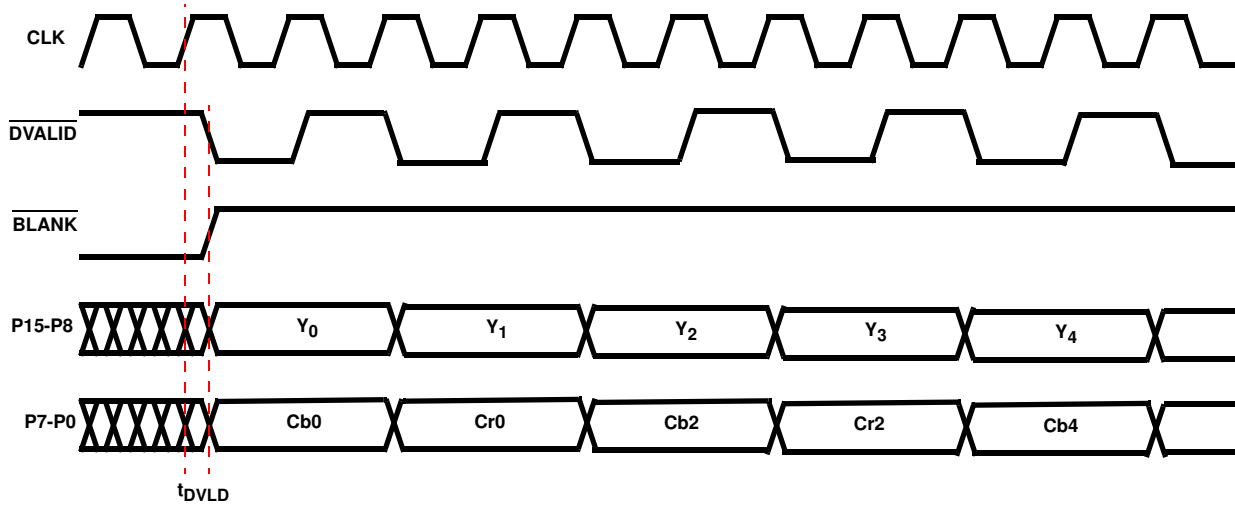 CLK
DVALID
BLANK
P15-P8 Y0 Y1 Y2 Y3 Y4
P7-P0 Cb0 Cr0 Cb2 Cr2 Cb4
tDVLD